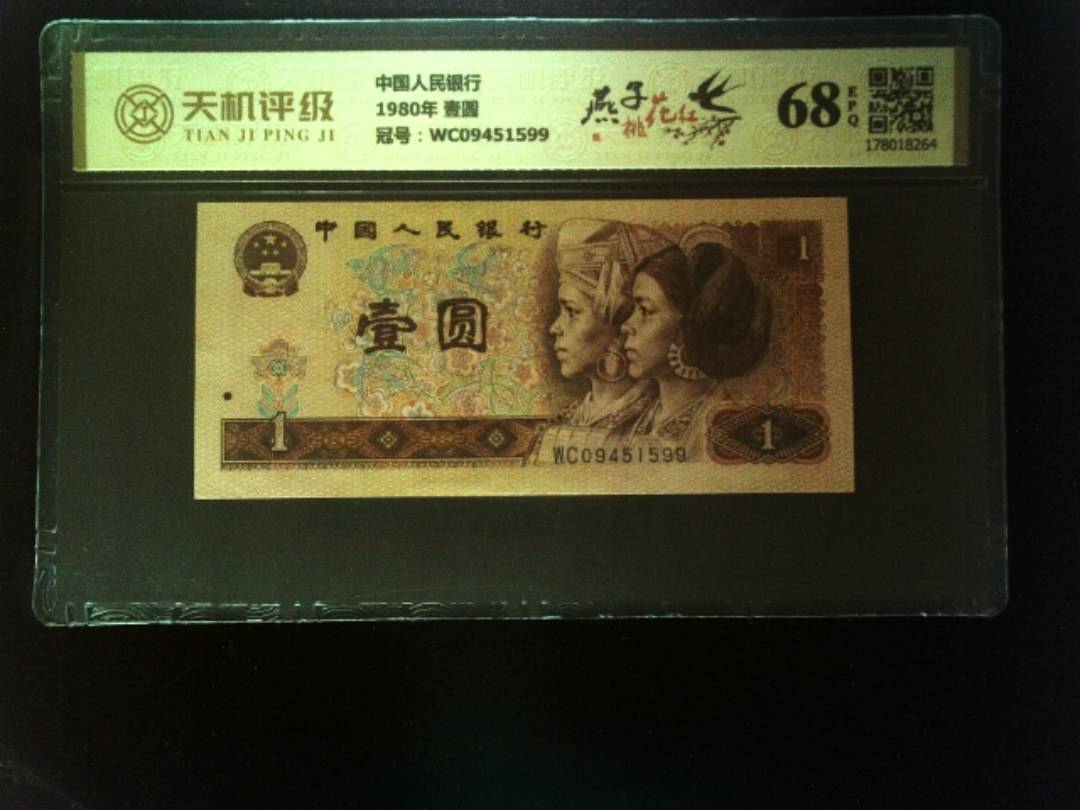 天机评级
TIAN JI PING JI
中国人民银行
1980年 壹圆
冠号：WC09451599
燕子桃花红
68 EPQ
178018264
中国人民银行
1
壹圆
1
WC09451599
1